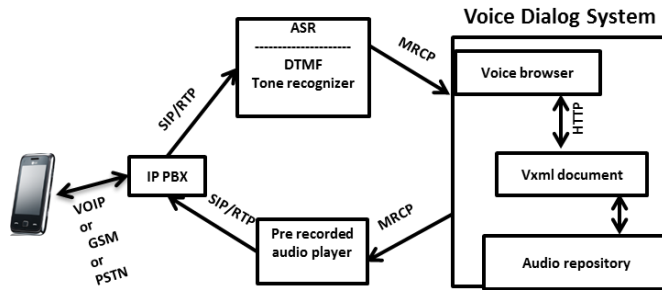 Voice Dialog System
ASR
DTMF
Tone recognizer
MRCP
Voice browser
SIP/RTP
HTTP
IP PBX
Vxml document
VOIP
or
GSM
or
PSTN
SIP/RTP
Pre recorded
audio player
MRCP
Audio repository